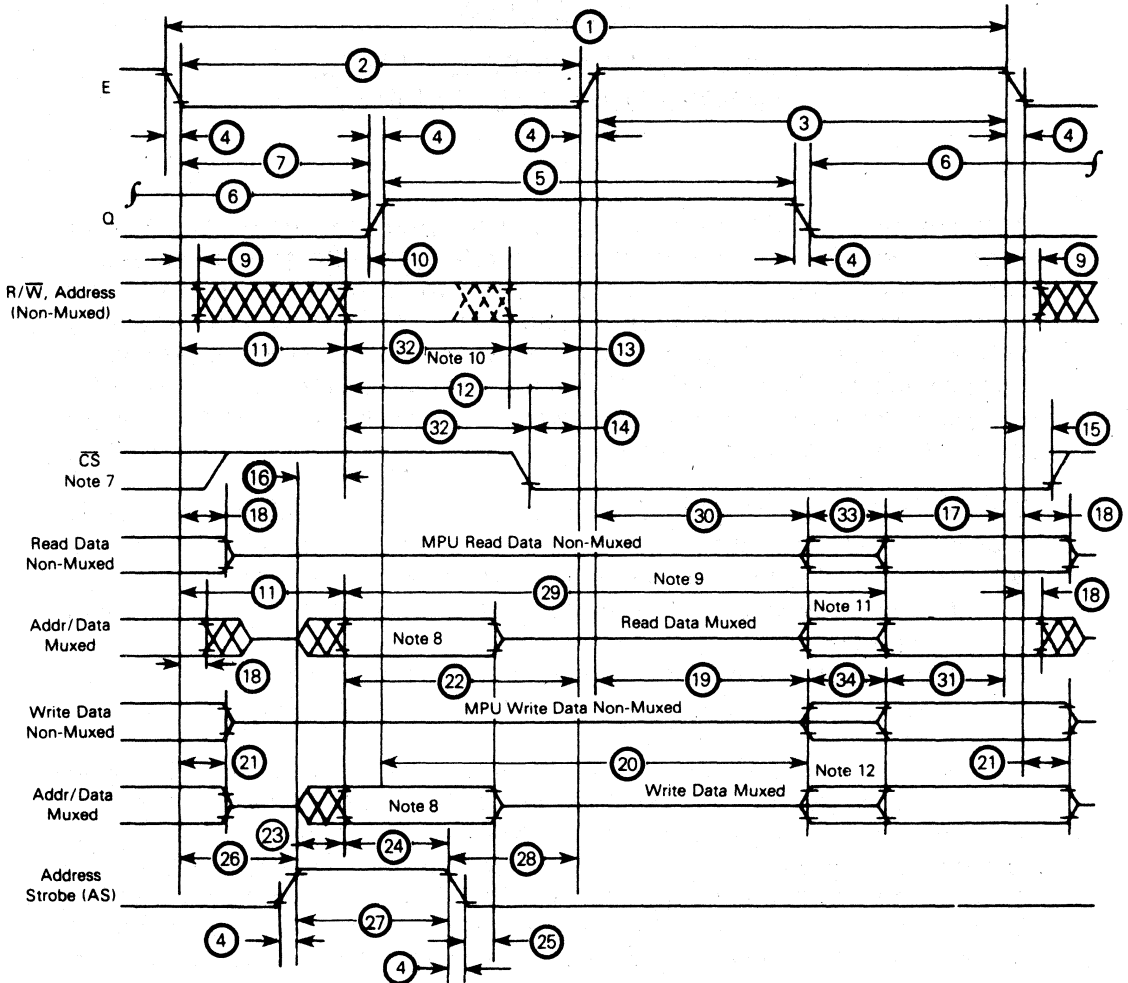 1
2
E
3
4 4 4 4
7 6
5
6
Q
9 10 4 9
R/W̅, Address
(Non-Muxed)
11 32 13
Note 10
12
32 14 15
C̅S̅
Note 7
16
18 30 33 17 18
Read Data
Non-Muxed
MPU Read Data Non-Muxed
Note 9
11 29 18
Note 11
Addr/Data
Muxed
Note 8
Read Data Muxed
18 22 19 34 31
Write Data
Non-Muxed
MPU Write Data Non-Muxed
21 20 21
Note 12
Addr/Data
Muxed
Note 8
Write Data Muxed
23 24
26 28
Address
Strobe (AS)
4 27 25
4